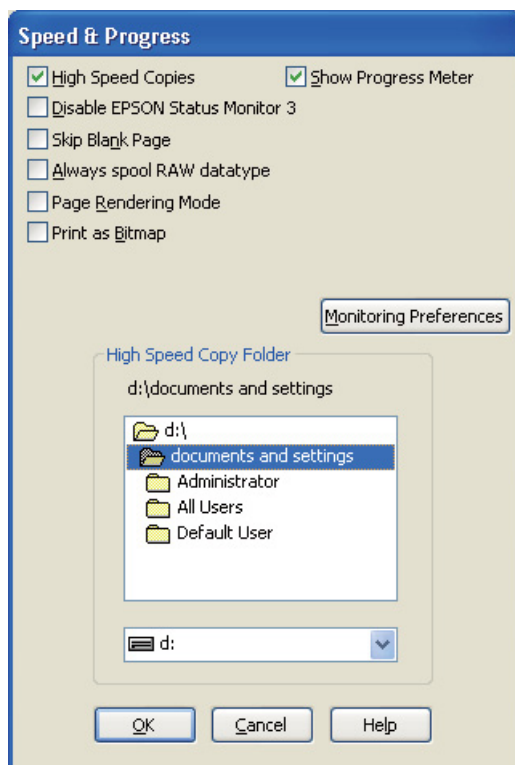 Speed & Progress
High Speed Copies Show Progress Meter
Disable EPSON Status Monitor 3
Skip Blank Page
Always spool RAW datatype
Page Rendering Mode
Print as Bitmap
Monitoring Preferences
High Speed Copy Folder
d:\documents and settings
d:\
documents and settings
Administrator
All Users
Default User
d:
OK Cancel Help